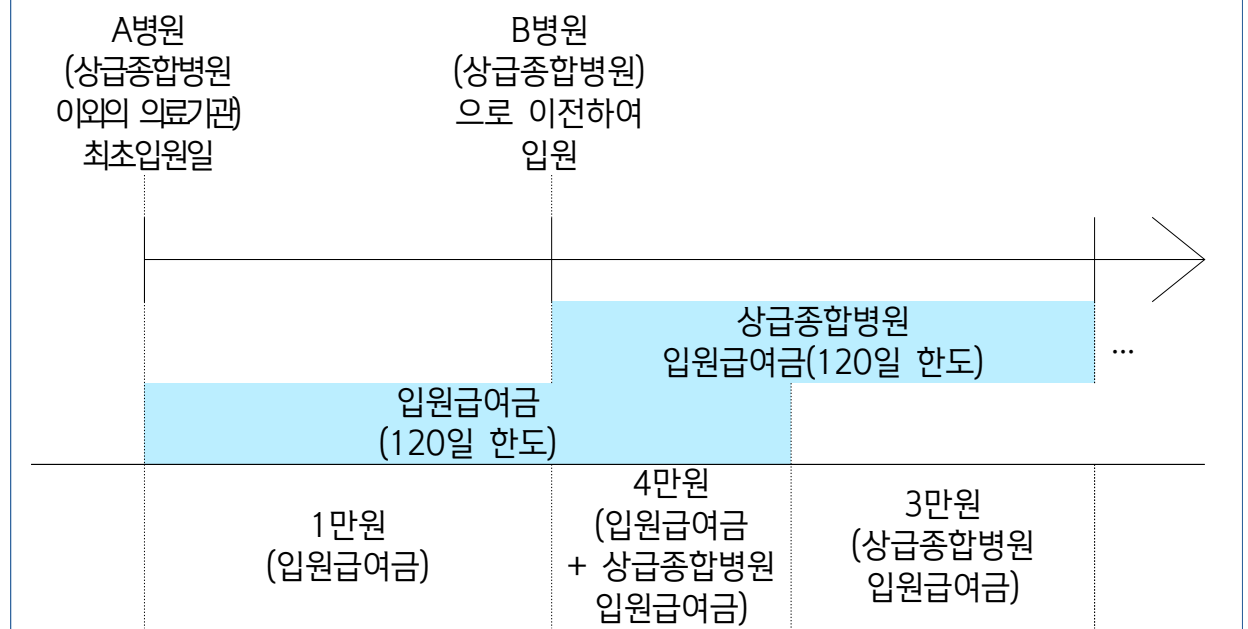 A병원
(상급종합병원
이외의 의료기관)
최초입원일
B병원
(상급종합병원)
으로 이전하여
입원
상급종합병원
입원급여금(120일 한도)
...
입원급여금
(120일 한도)
1만원
(입원급여금)
4만원
(입원급여금
+ 상급종합병원
입원급여금)
3만원
(상급종합병원
입원급여금)